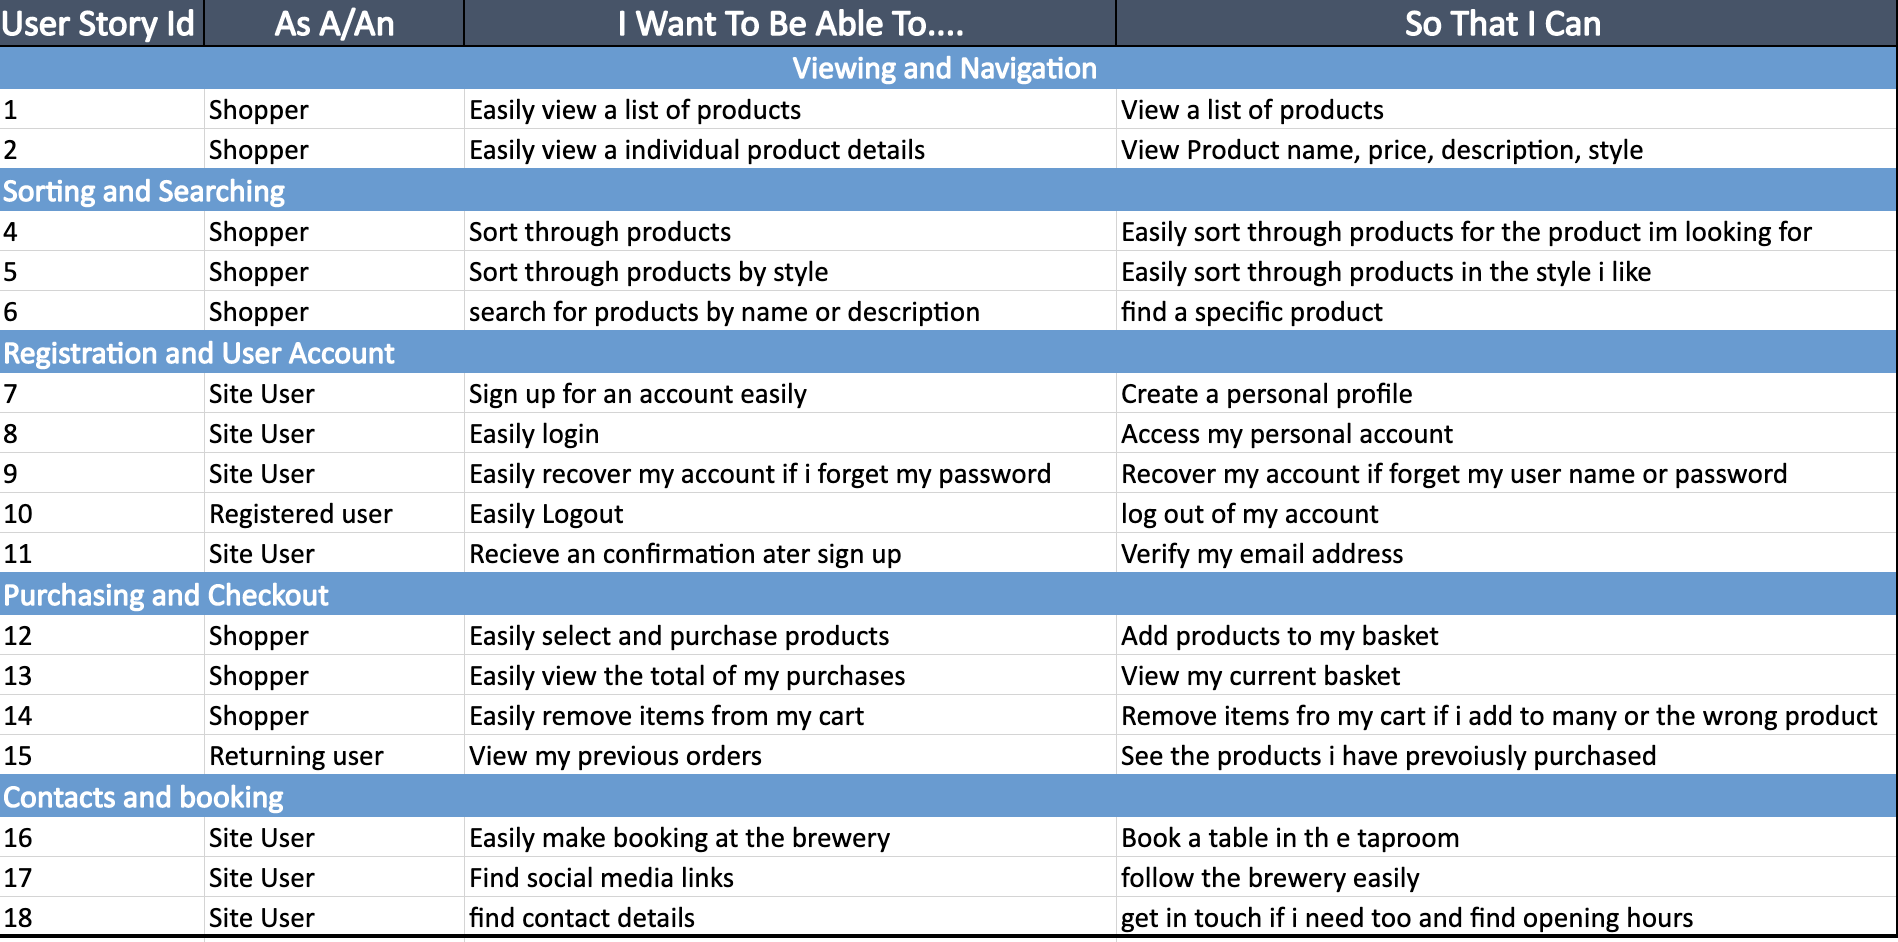 User Story Id As A/An I Want To Be Able To.... So That I Can
Viewing and Navigation
1 Shopper Easily view a list of products View a list of products
2 Shopper Easily view a individual product details View Product name, price, description, style
Sorting and Searching
4 Shopper Sort through products Easily sort through products for the product im looking for
5 Shopper Sort through products by style Easily sort through products in the style i like
6 Shopper search for products by name or description find a specific product
Registration and User Account
7 Site User Sign up for an account easily Create a personal profile
8 Site User Easily login Access my personal account
9 Site User Easily recover my account if i forget my password Recover my account if forget my user name or password
10 Registered user Easily Logout log out of my account
11 Site User Recieve an confirmation ater sign up Verify my email address
Purchasing and Checkout
12 Shopper Easily select and purchase products Add products to my basket
13 Shopper Easily view the total of my purchases View my current basket
14 Shopper Easily remove items from my cart Remove items fro my cart if i add to many or the wrong product
15 Returning user View my previous orders See the products i have prevoiusly purchased
Contacts and booking
16 Site User Easily make booking at the brewery Book a table in th e taproom
17 Site User Find social media links follow the brewery easily
18 Site User find contact details get in touch if i need too and find opening hours